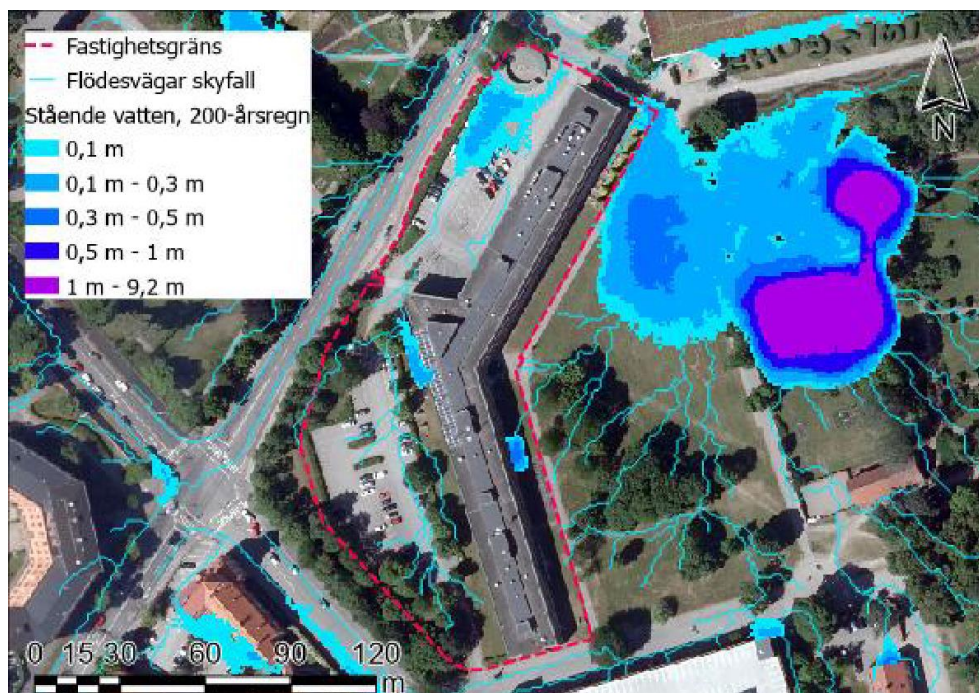 Fastighetsgräns
Flödesvägar skyfall
Stående vatten, 200-årsregn
0,1 m
0,1 m - 0,3 m
0,3 m - 0,5 m
0,5 m - 1 m
1 m - 9,2 m
N
0 15 30 60 90 120
m